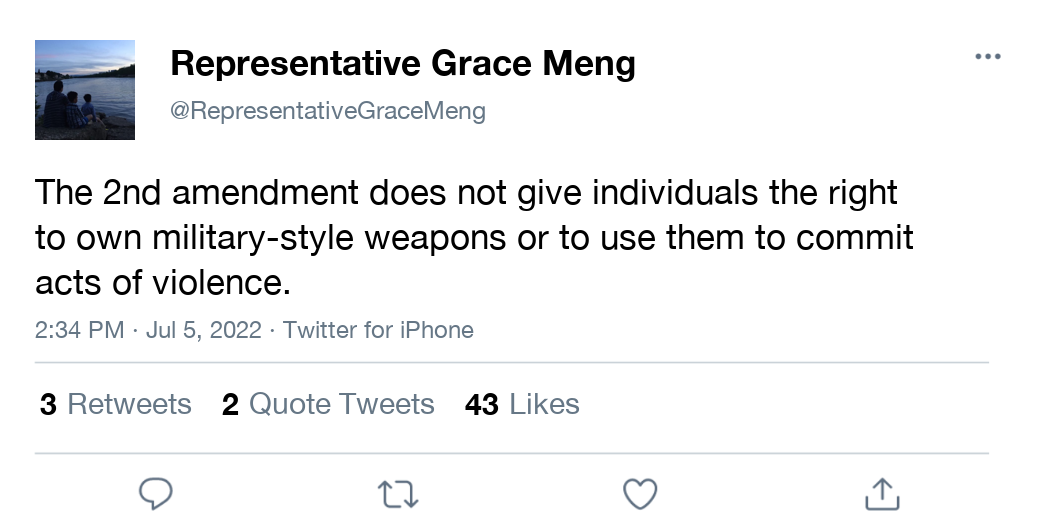 Representative Grace Meng
@RepresentativeGraceMeng
The 2nd amendment does not give individuals the right
to own military-style weapons or to use them to commit
acts of violence.
2:34 PM · Jul 5, 2022 · Twitter for iPhone
3 Retweets 2 Quote Tweets 43 Likes